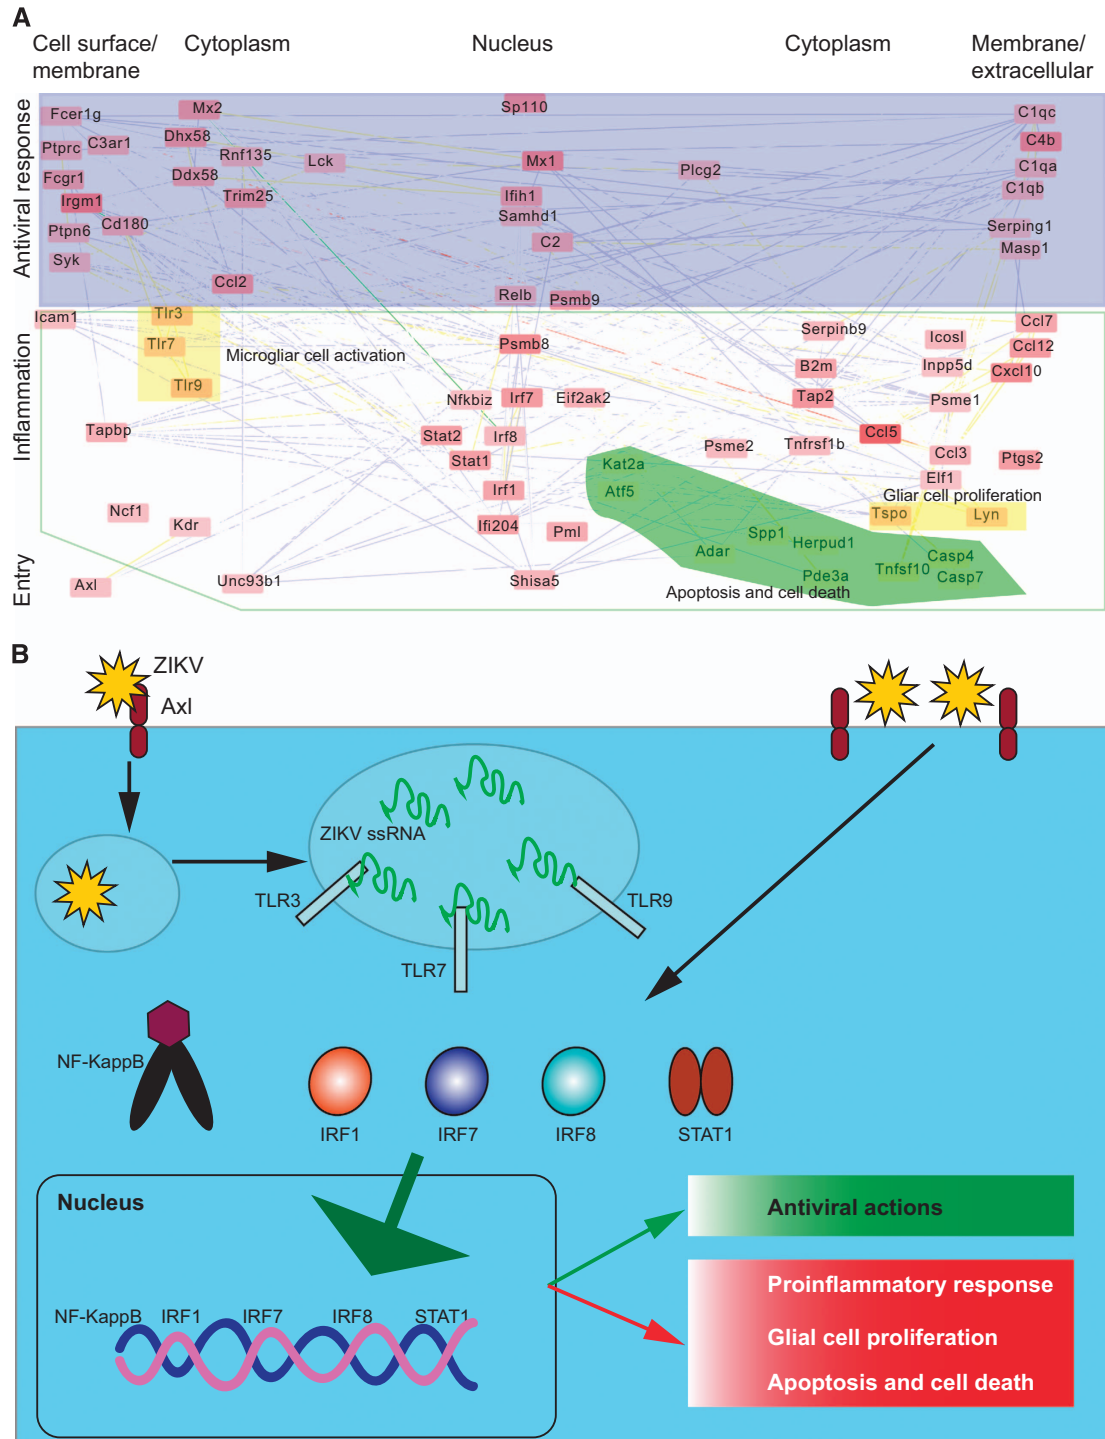 A
Cell surface/
membrane
Cytoplasm
Nucleus
Cytoplasm
Membrane/
extracellular
Antiviral response
Inflammation
Entry
Fcer1g
Mx2
Sp110
C1qc
Ptprc
C3ar1
Dhx58
Rnf135
Lck
Mx1
Plcg2
C4b
Fcgr1
Ddx58
C1qa
Irgm1
Trim25
Ifih1
C1qb
Ptpn6
Cd180
Samhd1
Serping1
Syk
C2
Masp1
Ccl2
Relb
Psmb9
Icam1
Tlr3
Serpinb9
Ccl7
Tlr7
Microgliar cell activation
Psmb8
Icosl
Ccl12
Tlr9
B2m
Inpp5d
Cxcl10
Nfkbiz
Irf7
Eif2ak2
Tap2
Psme1
Tapbp
Stat2
Irf8
Psme2
Tnfrsf1b
Ccl5
Stat1
Kat2a
Ccl3
Ptgs2
Irf1
Atf5
Elf1
Gliar cell proliferation
Ncf1
Kdr
Ifi204
Pml
Spp1
Tspo
Lyn
Adar
Herpud1
Casp4
Axl
Unc93b1
Shisa5
Pde3a
Tnfsf10
Casp7
Apoptosis and cell death
B
ZIKV
Axl
ZIKV ssRNA
TLR3
TLR9
TLR7
NF-KappB
IRF1
IRF7
IRF8
STAT1
Nucleus
NF-KappB IRF1 IRF7 IRF8 STAT1
Antiviral actions
Proinflammatory response
Glial cell proliferation
Apoptosis and cell death